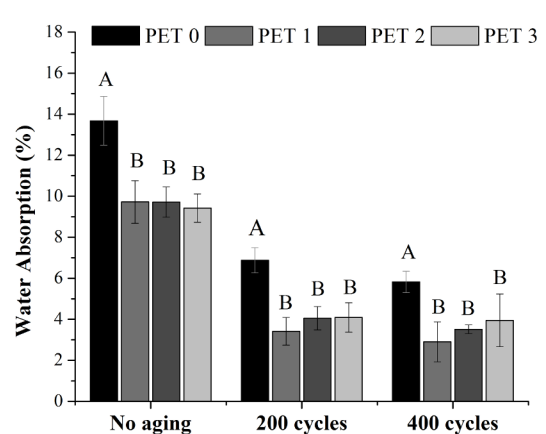 18
16
14
12
10
8
6
4
2
0
Water Absorption (%)
PET 0 PET 1 PET 2 PET 3
A B B B
A B B B
A B B B
No aging 200 cycles 400 cycles